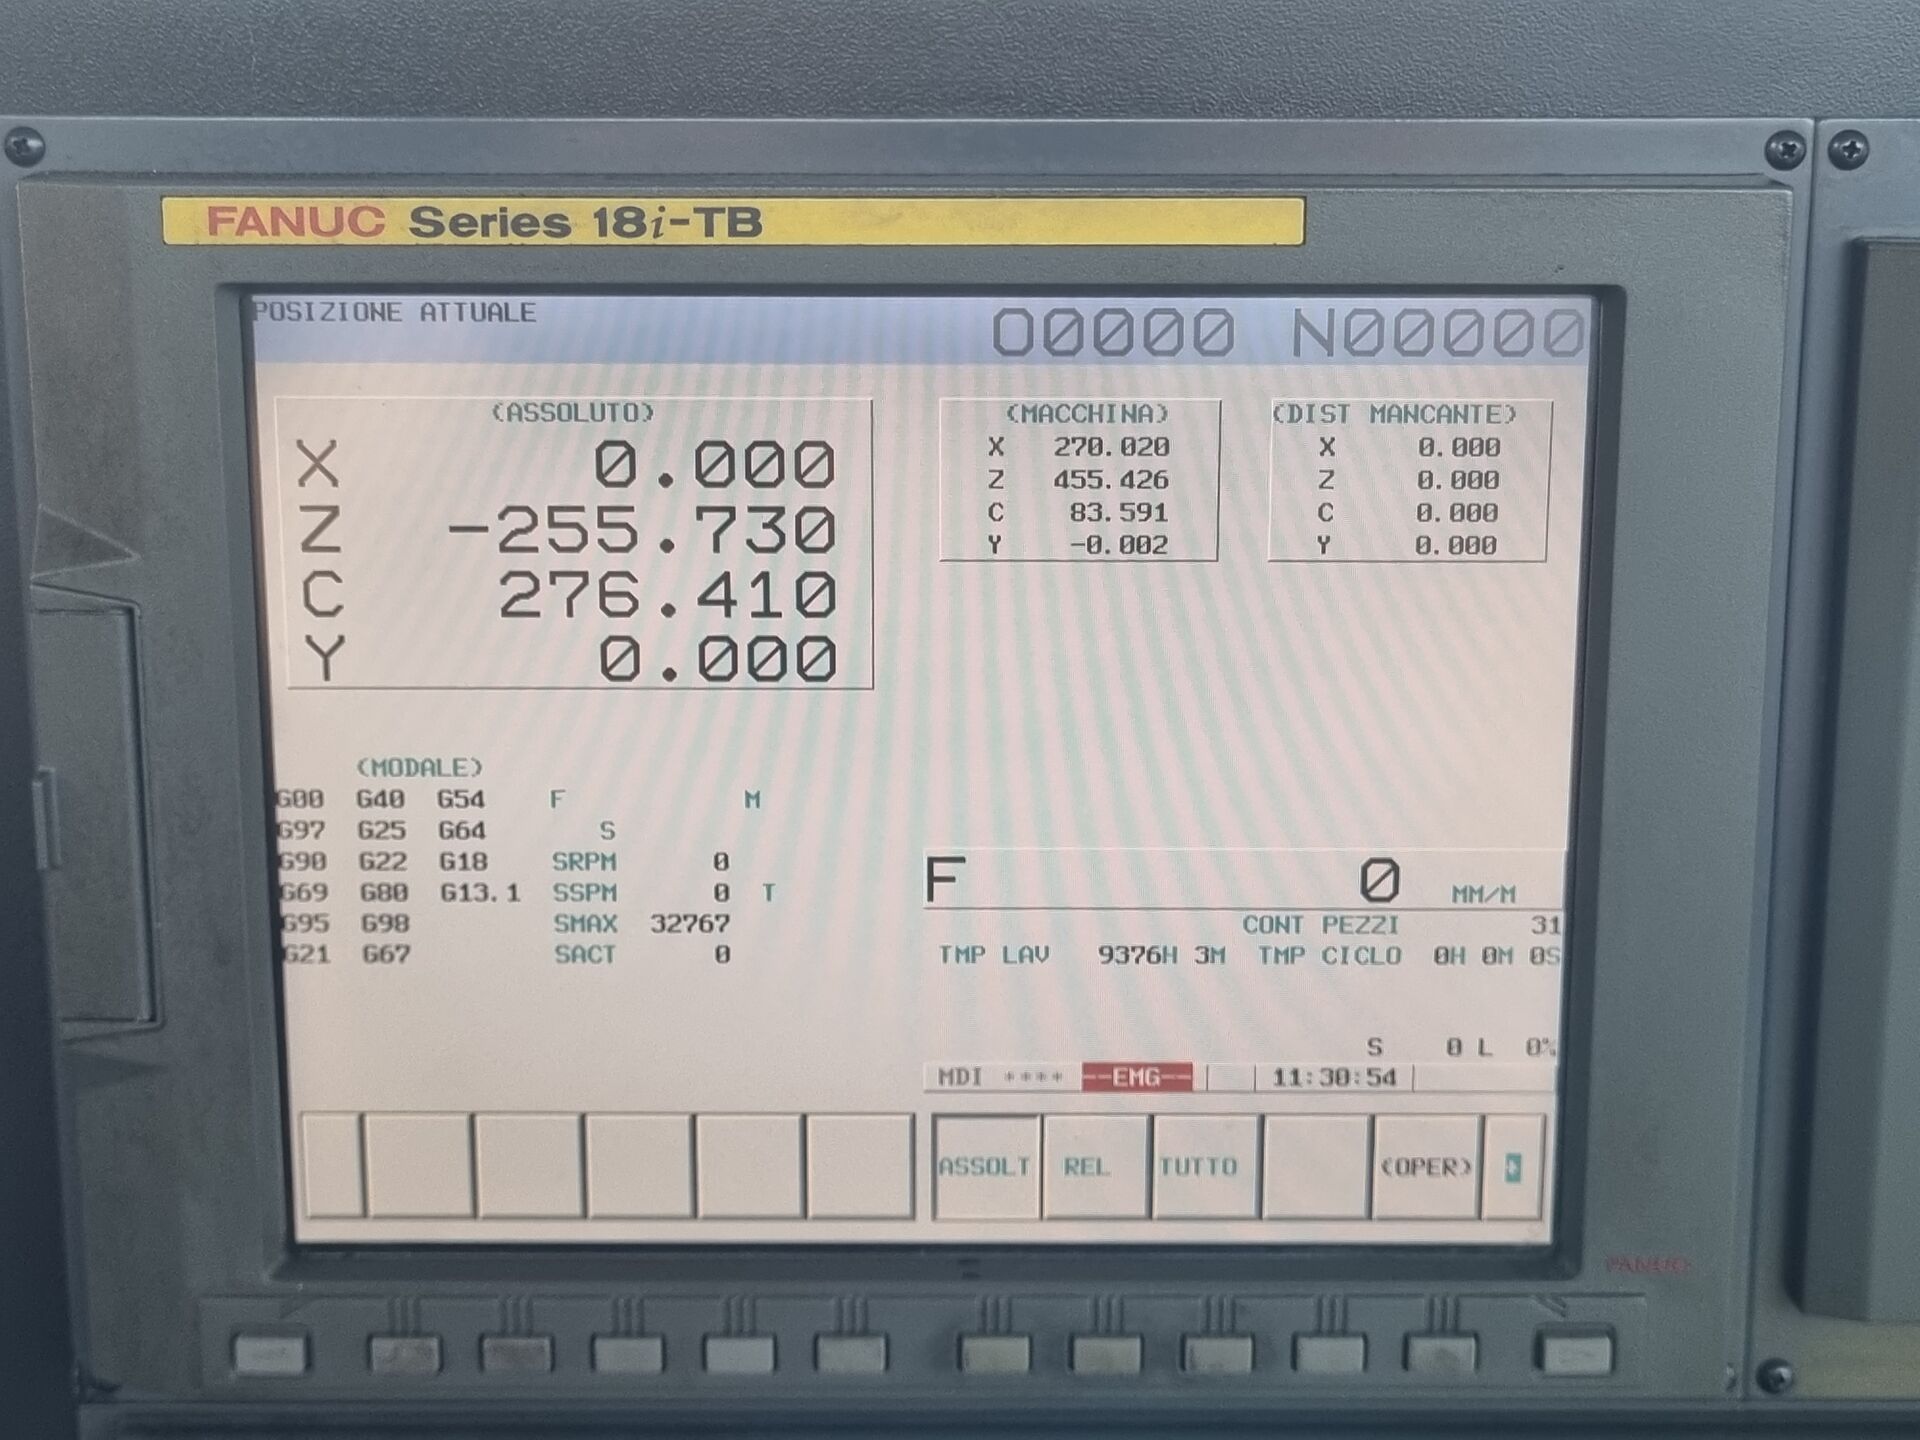 FANUC Series 18i-TB
POSIZIONE ATTUALE O0000 N00000
(ASSOLUTO)
X 0.000
Z -255.730
C 276.410
Y 0.000
(MACCHINA)
X 270.020
Z 455.426
C 83.591
Y -0.002
(DIST MANCANTE)
X 0.000
Z 0.000
C 0.000
Y 0.000
(MODALE)
G00 G40 G54 F M
G97 G25 G64 S
G90 G22 G18 SRPM 0
G69 G80 G13.1 SSPM 0 T
G95 G98 SMAX 32767
G21 G67 SACT 0
F 0 MM/M
CONT PEZZI 31
TMP LAV 9376H 3M TMP CICLO 0H 0M 0S
S 0 L 0%
MDI **** --EMG-- 11:30:54
ASSOLT REL TUTTO (OPER)
FANUC